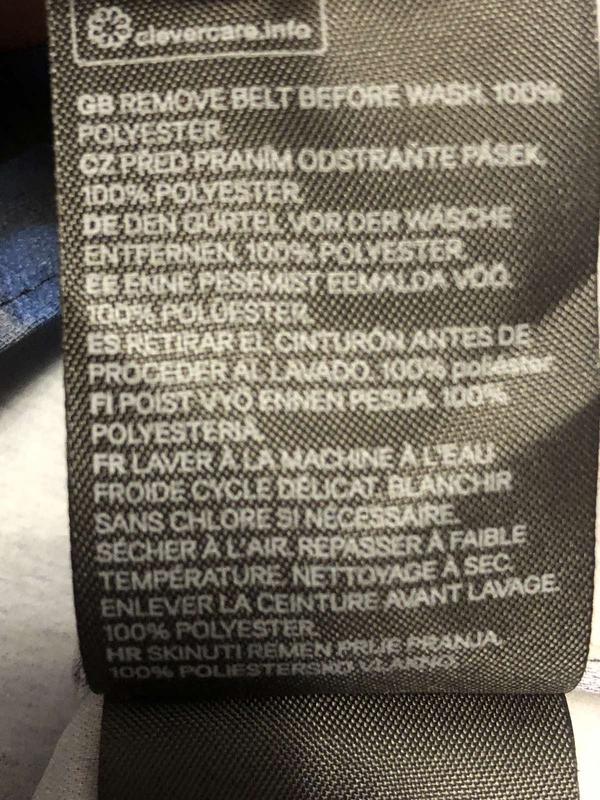 clevercare.info
GB REMOVE BELT BEFORE WASH. 100%
POLYESTER.
CZ PŘED PRANÍM ODSTRAŇTE PÁSEK.
100% POLYESTER.
DE DEN GÜRTEL VOR DER WÄSCHE
ENTFERNEN. 100% POLYESTER.
EE ENNE PESEMIST EEMALDA VÖÖ.
100% POLÜESTER.
ES RETIRAR EL CINTURÓN ANTES DE
PROCEDER AL LAVADO. 100% poliéster
FI POIST VYÖ ENNEN PESUA. 100%
POLYESTERIÄ.
FR LAVER À LA MACHINE À L'EAU
FROIDE CYCLE DÉLICAT. BLANCHIR
SANS CHLORE SI NÉCESSAIRE.
SÉCHER À L'AIR. REPASSER À FAIBLE
TEMPÉRATURE. NETTOYAGE À SEC.
ENLEVER LA CEINTURE AVANT LAVAGE.
100% POLYESTER.
HR SKINUTI REMEN PRIJE PRANJA.
100% POLIESTERSKO VLAKNO.